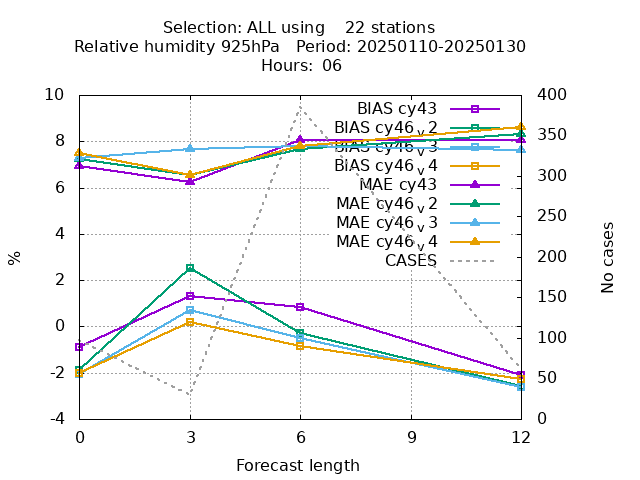 Selection: ALL using    22 stations
Relative humidity 925hPa   Period: 20250110-20250130
Hours: 06
10
8
6
4
2
0
-2
-4
%
400
350
300
250
200
150
100
50
0
No cases
BIAS cy43
BIAS cy46_v2
BIAS cy46_v3
BIAS cy46_v4
MAE cy43
MAE cy46_v2
MAE cy46_v3
MAE cy46_v4
CASES
0 3 6 9 12
Forecast length